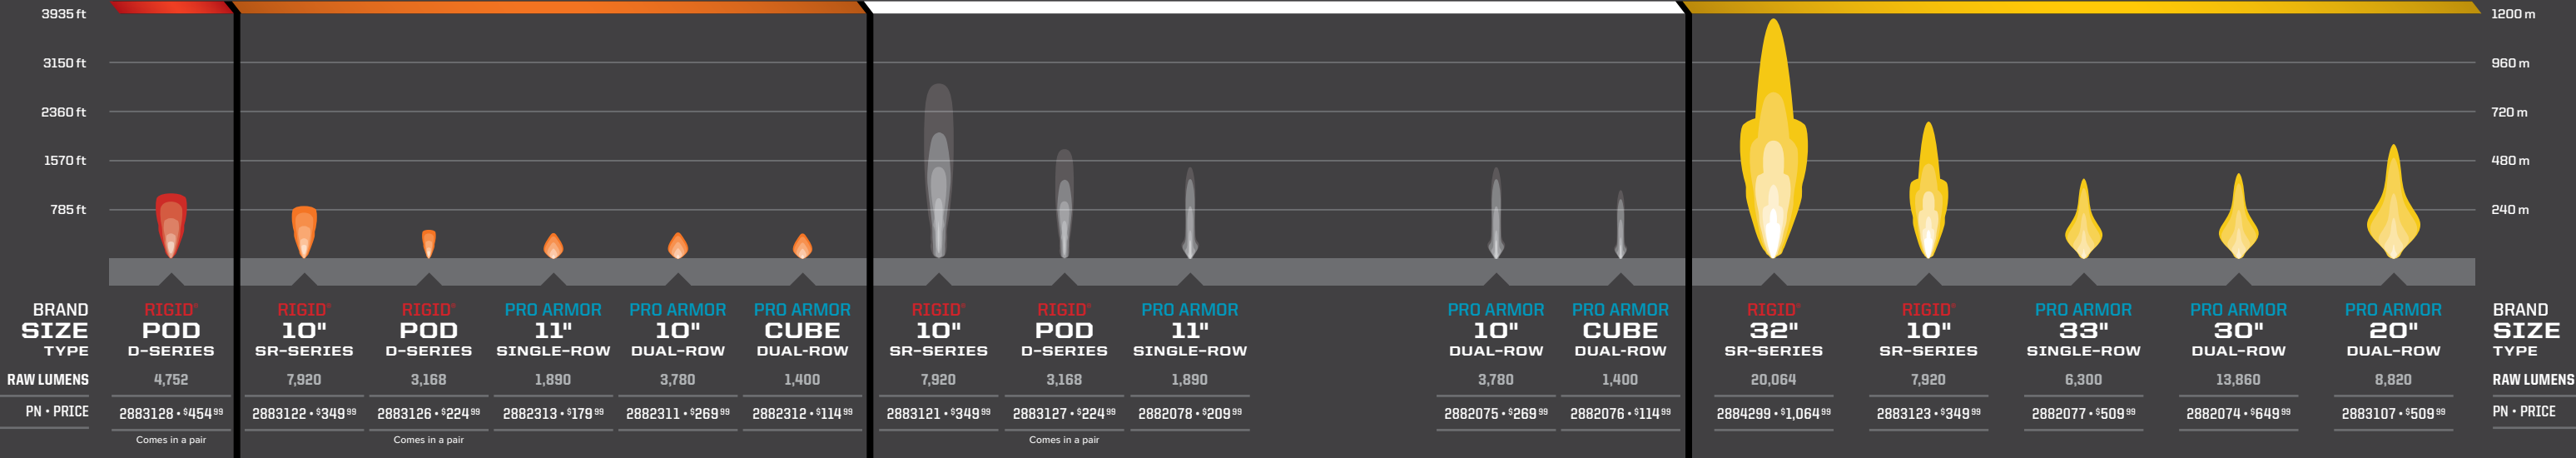 3935 ft
1200 m
3150 ft
960 m
2360 ft
720 m
1570 ft
480 m
785 ft
240 m
BRAND RIGID® RIGID® RIGID® PRO ARMOR PRO ARMOR PRO ARMOR RIGID® RIGID® PRO ARMOR PRO ARMOR PRO ARMOR RIGID® RIGID® PRO ARMOR PRO ARMOR PRO ARMOR BRAND
SIZE POD 10" POD 11" 10" CUBE 10" POD 11" 10" CUBE 32" 10" 33" 30" 20" SIZE
TYPE D-SERIES SR-SERIES D-SERIES SINGLE-ROW DUAL-ROW DUAL-ROW SR-SERIES D-SERIES SINGLE-ROW DUAL-ROW DUAL-ROW SR-SERIES SR-SERIES SINGLE-ROW DUAL-ROW DUAL-ROW TYPE
RAW LUMENS 4,752 7,920 3,168 1,890 3,780 1,400 7,920 3,168 1,890 3,780 1,400 20,064 7,920 6,300 13,860 8,820 RAW LUMENS
PN • PRICE 2883128 • $454.99 2883122 • $349.99 2883126 • $224.99 2882313 • $179.99 2882311 • $269.99 2882312 • $114.99 2883121 • $349.99 2883127 • $224.99 2882078 • $209.99 2882075 • $269.99 2882076 • $114.99 2884299 • $1,064.99 2883123 • $349.99 2882077 • $509.99 2882074 • $649.99 2883107 • $509.99 PN • PRICE
Comes in a pair Comes in a pair Comes in a pair